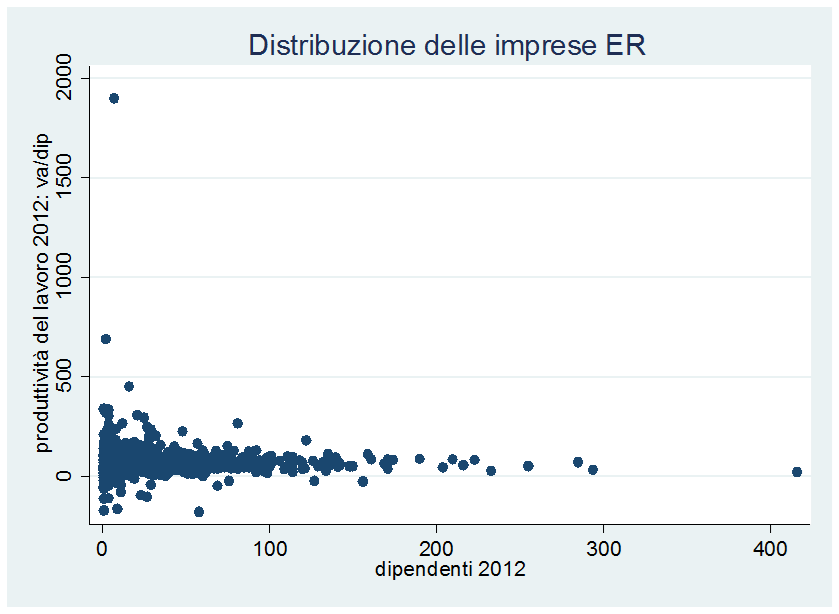 Distribuzione delle imprese ER
produttività del lavoro 2012: va/dip
2000
1500
1000
500
0
0 100 200 300 400
dipendenti 2012